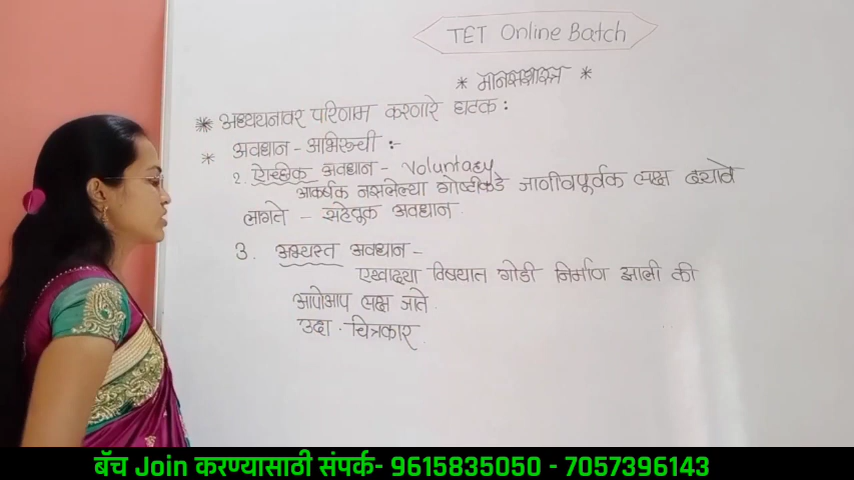 TET Online Batch
* मानसशास्त्र *
* अध्ययनावर परिणाम करणारे घटक :
* अवधान - अभिरूची :-
2. ऐच्छिक अवधान - voluntary
आकर्षक नसलेल्या गोष्टीकडे जाणीवपूर्वक लक्ष द्यावे
लागते - सहेतूक अवधान.
3. अभ्यस्त अवधान -
एखाद्या विषयात गोडी निर्माण झाली की
आपोआप लक्ष जाते.
उदा. चित्रकार.
बॅच Join करण्यासाठी संपर्क- 9615835050 - 7057396143